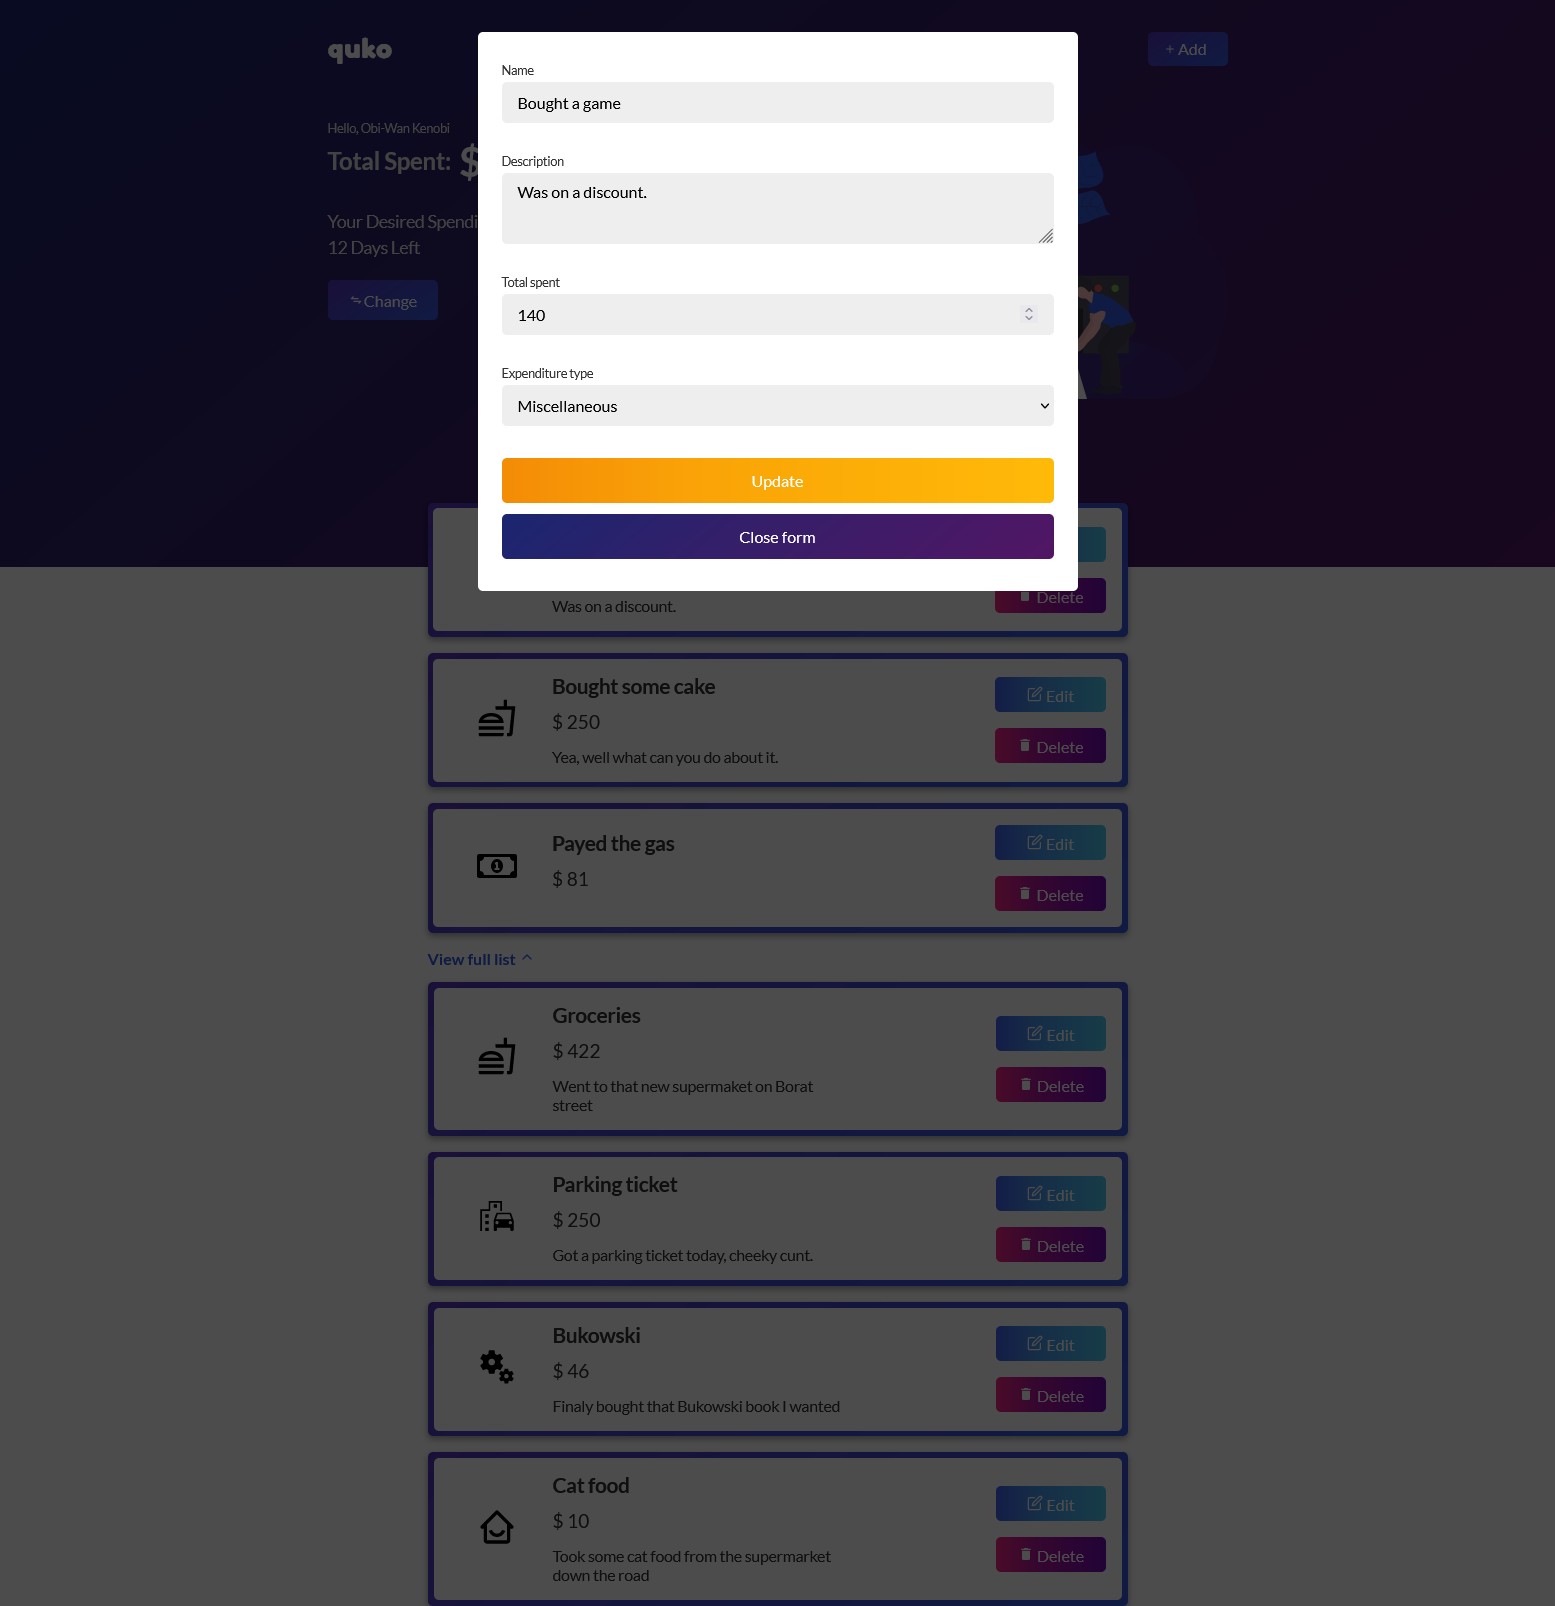 quko
+ Add
Hello, Obi-Wan Kenobi
Total Spent: $
Your Desired
12 Days Left
Change
Name
Bought a game
Description
Was on a discount.
Total spent
140
Expenditure type
Miscellaneous
Update
Close form
Was on a discount.
Delete
Bought some cake
$ 250
Yea, well what can you do about it.
Edit
Delete
Payed the gas
$ 81
Edit
Delete
View full list
Groceries
$ 422
Went to that new supermaket on Borat
street
Edit
Delete
Parking ticket
$ 250
Got a parking ticket today, cheeky cunt.
Edit
Delete
Bukowski
$ 46
Finaly bought that Bukowski book I wanted
Edit
Delete
Cat food
$ 10
Took some cat food from the supermarket
down the road
Edit
Delete